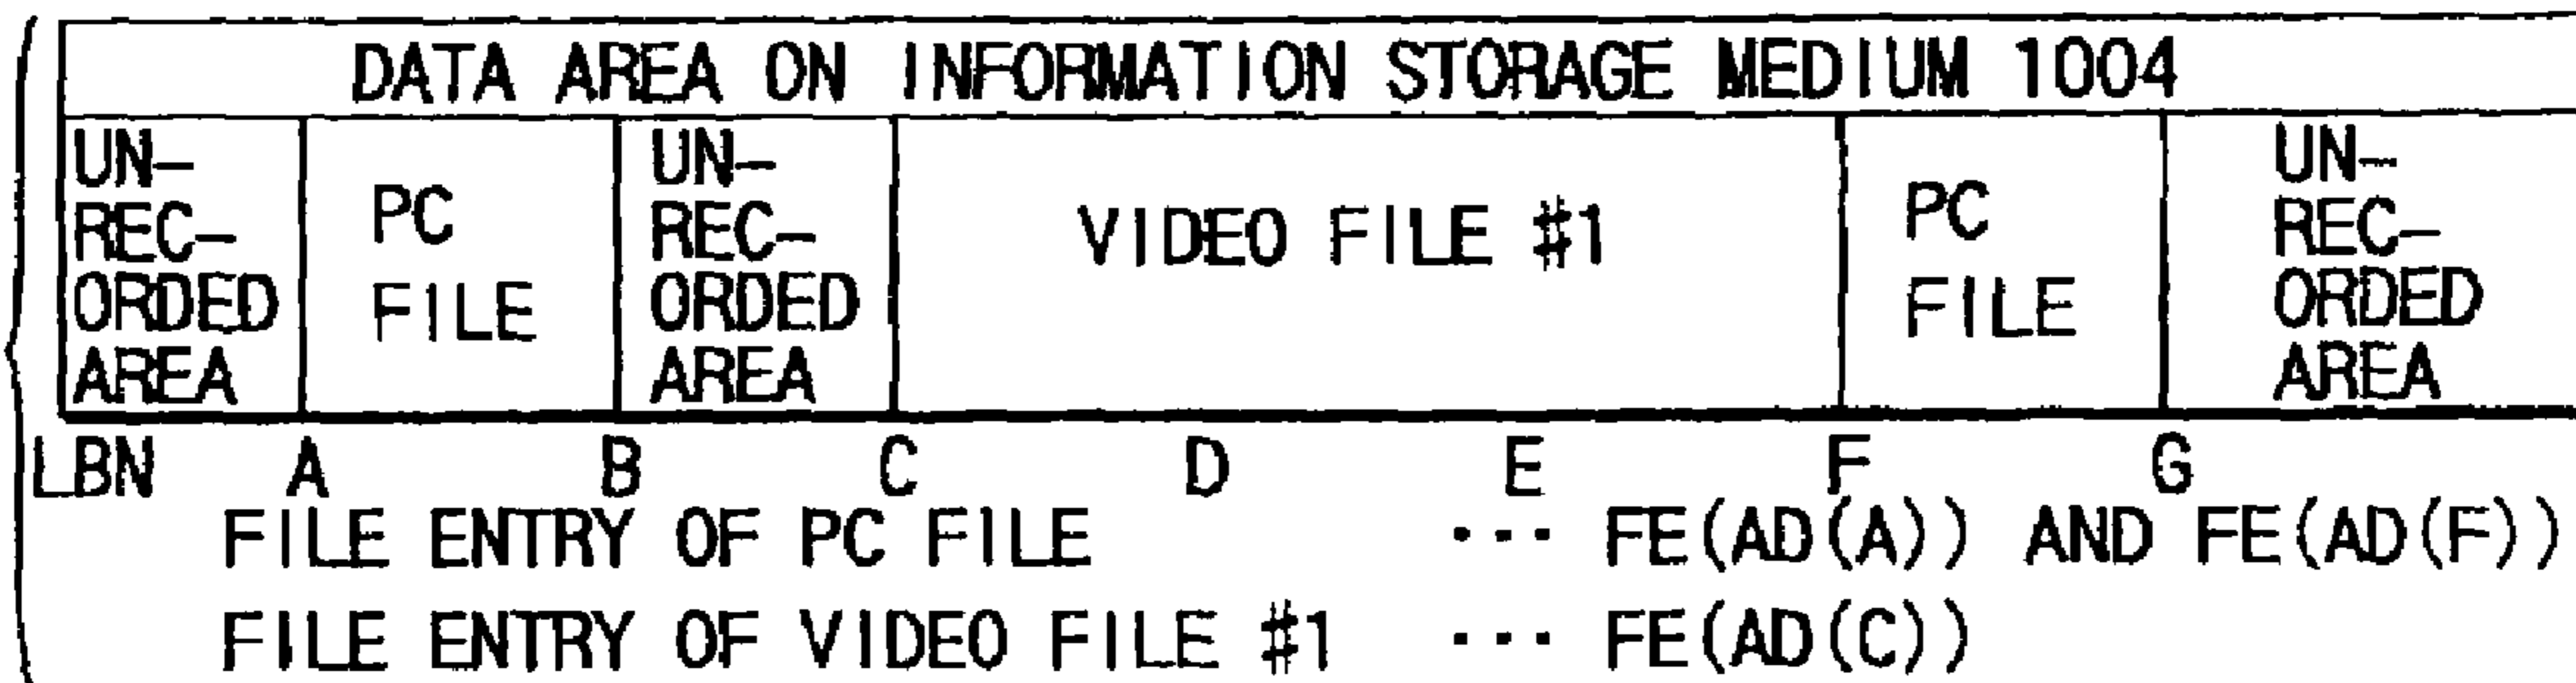 DATA AREA ON INFORMATION STORAGE MEDIUM 1004
UN-
REC-
ORDED
AREA
PC
FILE
UN-
REC-
ORDED
AREA
VIDEO FILE #1
PC
FILE
UN-
REC-
ORDED
AREA
LBN A B C D E F G
FILE ENTRY OF PC FILE ··· FE(AD(A)) AND FE(AD(F))
FILE ENTRY OF VIDEO FILE #1 ··· FE(AD(C))